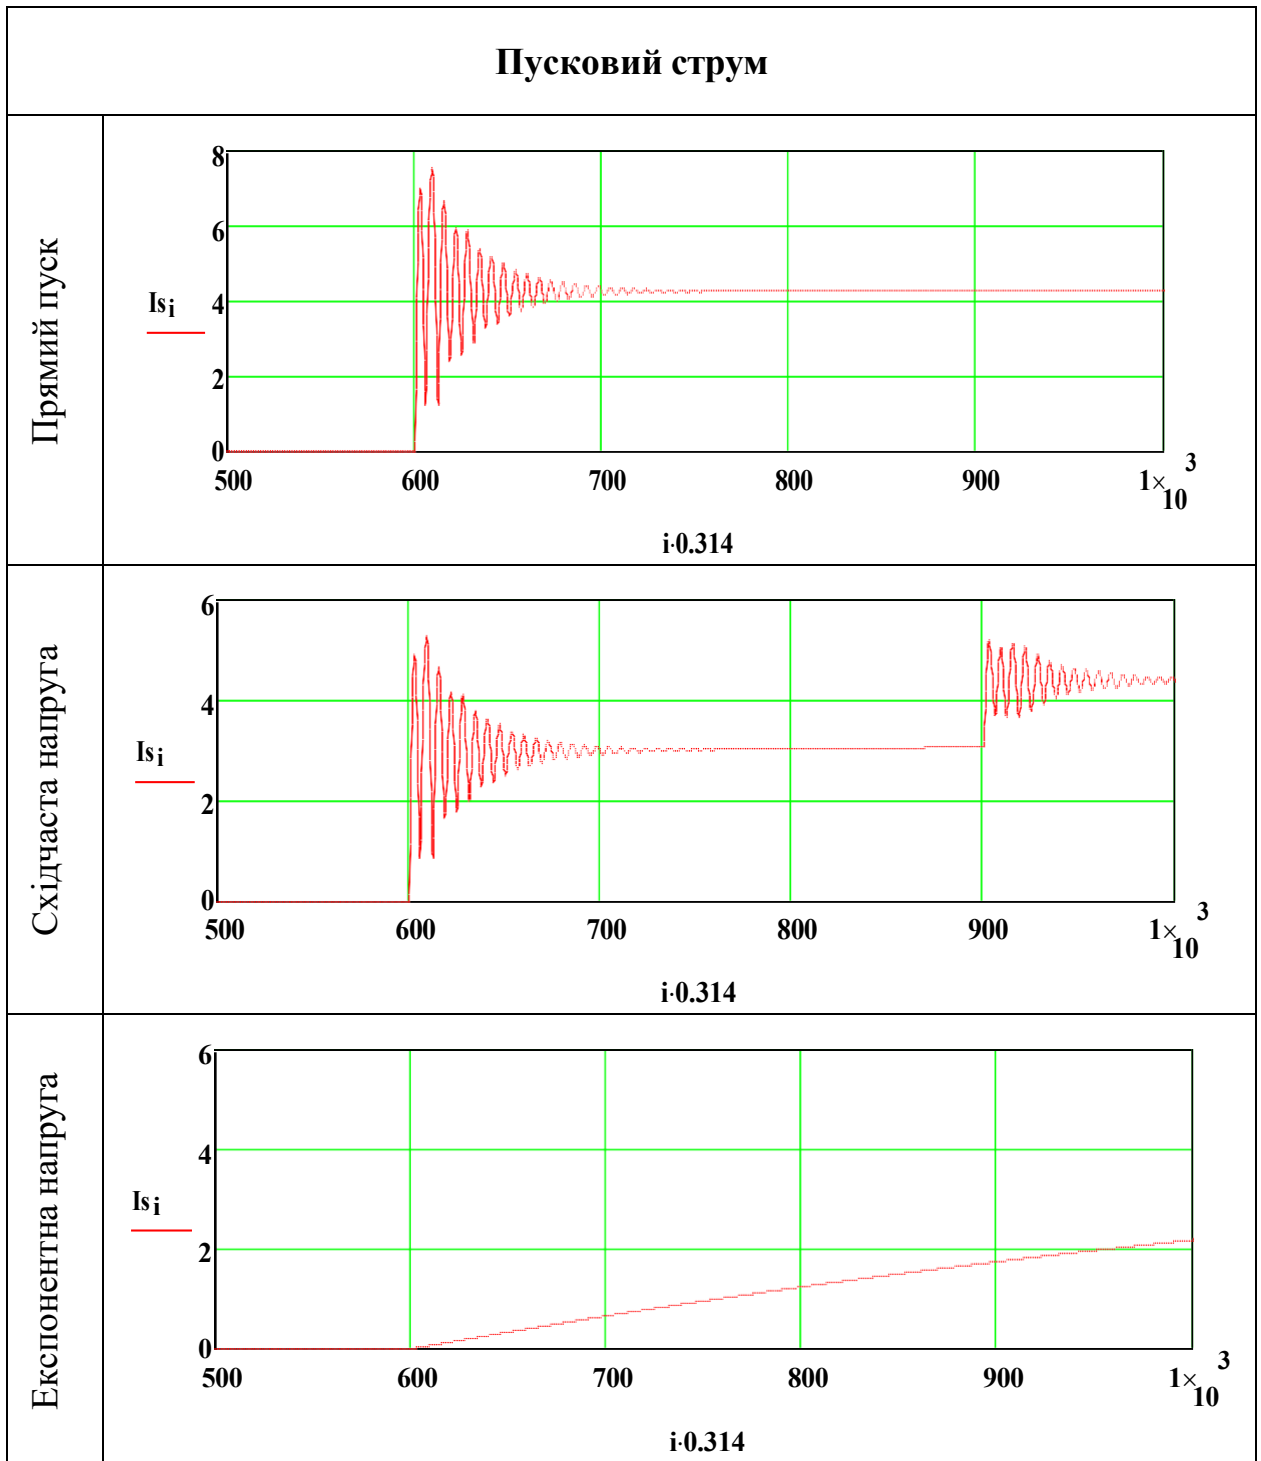 Пусковий струм
Прямий пуск
8
6
4
2
0
Is i
500 600 700 800 900 1×10 3
i·0.314
Східчаста напруга
6
4
2
0
Is i
500 600 700 800 900 1×10 3
i·0.314
Експонентна напруга
6
4
2
0
Is i
500 600 700 800 900 1×10 3
i·0.314